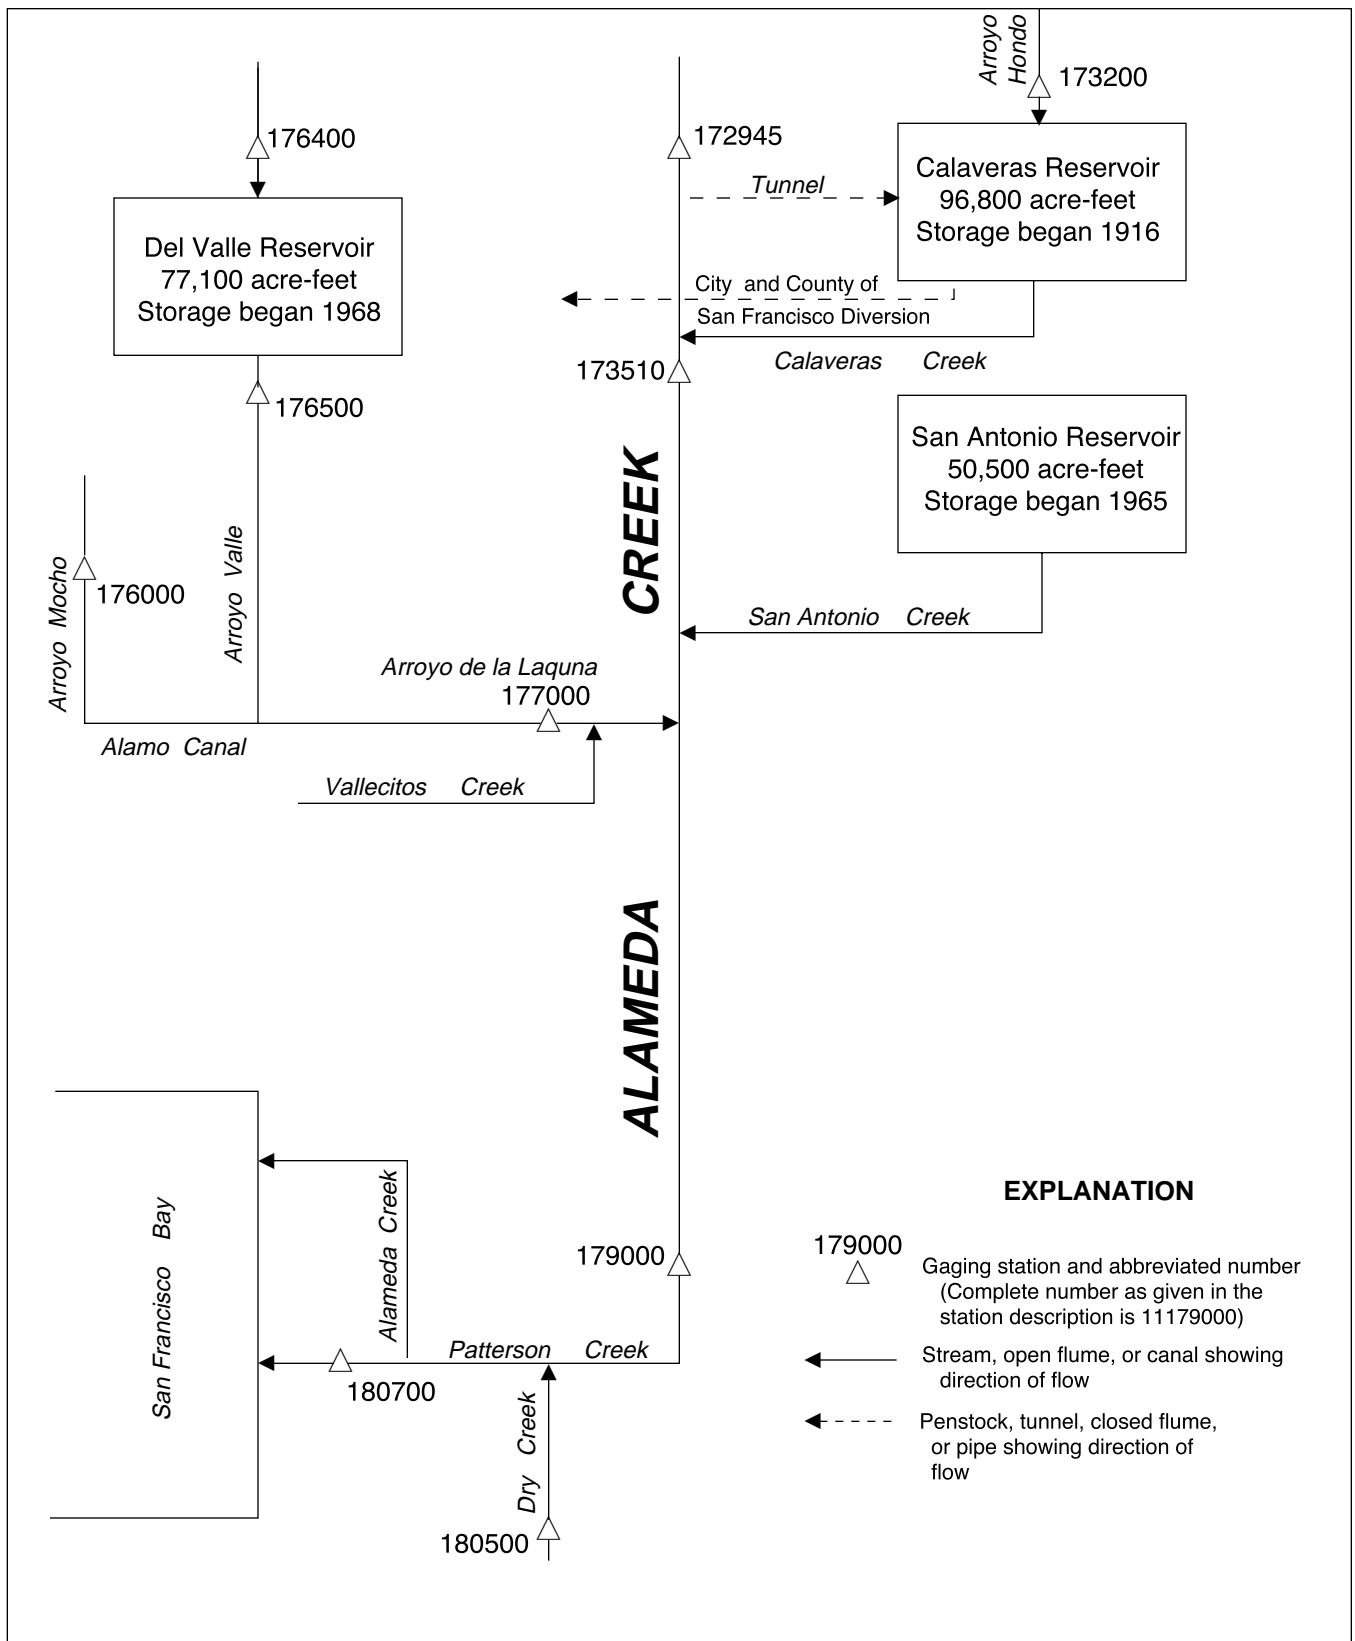 Arroyo
Hondo
173200
176400
172945
Calaveras Reservoir
96,800 acre-feet
Storage began 1916
Tunnel
Del Valle Reservoir
77,100 acre-feet
Storage began 1968
City and County of
San Francisco Diversion
Calaveras Creek
173510
176500
San Antonio Reservoir
50,500 acre-feet
Storage began 1965
CREEK
Arroyo Mocho
176000
Arroyo Valle
San Antonio Creek
Arroyo de la Laquna
177000
Alamo Canal
Vallecitos Creek
ALAMEDA
San Francisco Bay
Alameda Creek
179000
Patterson Creek
180700
Dry Creek
180500
EXPLANATION
179000
Gaging station and abbreviated number
(Complete number as given in the
station description is 11179000)
Stream, open flume, or canal showing
direction of flow
Penstock, tunnel, closed flume,
or pipe showing direction of
flow